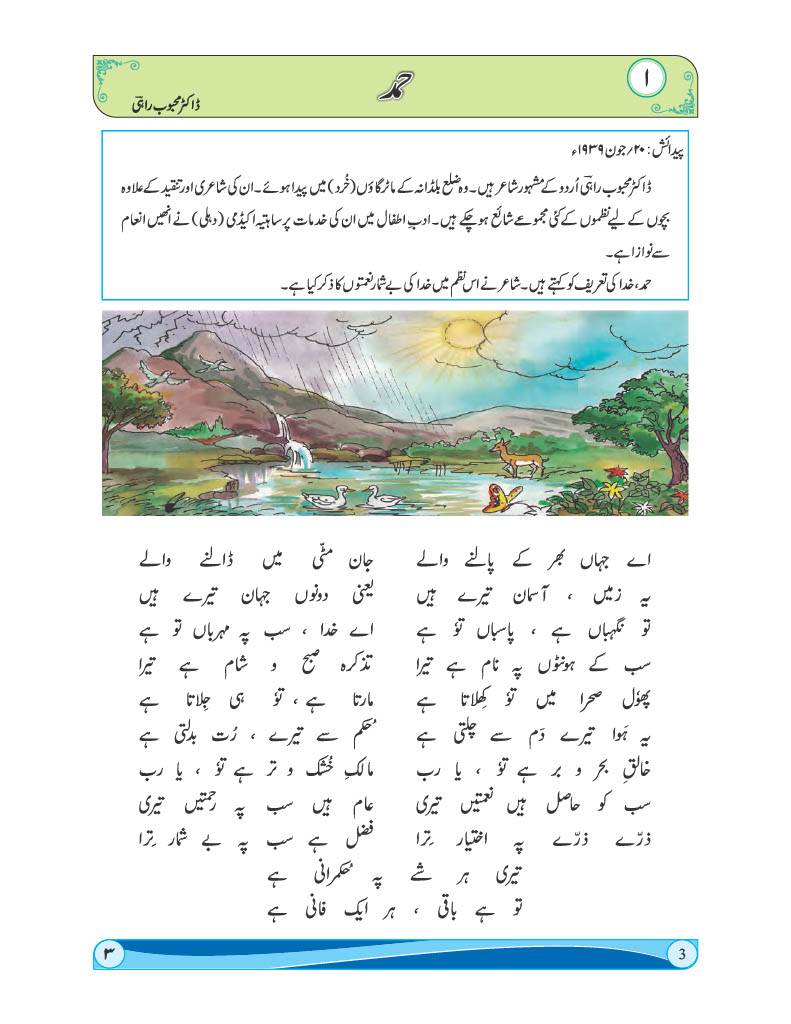 ۱
حمد
ڈاکٹر محبوب راہیؔ
پیدائش : ۲۰؍ جون ۱۹۳۹ء
ڈاکٹر محبوب راہیؔ اُردو کے مشہور شاعر ہیں۔ وہ ضلع بلڈانہ کے ماٹر گاؤں (خُرد) میں پیدا ہوئے۔ ان کی شاعری اور تنقید کے علاوہ
بچوں کے لیے نظموں کے کئی مجموعے شائع ہو چکے ہیں۔ ادبِ اطفال میں ان کی خدمات پر ساہتیہ اکیڈمی (دہلی) نے انھیں انعام
سے نوازا ہے۔
حمد، خدا کی تعریف کو کہتے ہیں۔ شاعر نے اس نظم میں خدا کی بے شمار نعمتوں کا ذکر کیا ہے۔
اے جہاں بھر کے پالنے والے جان مٹّی میں ڈالنے والے
یہ زمیں ، آسمان تیرے ہیں یعنی دونوں جہان تیرے ہیں
تو نگہباں ہے ، پاسباں توٗ ہے اے خدا ، سب پہ مہرباں تو ہے
سب کے ہونٹوں پہ نام ہے تیرا تذکرہ صبح و شام ہے تیرا
پھوٗل صحرا میں توٗ کھِلاتا ہے مارتا ہے ، توٗ ہی جِلاتا ہے
یہ ہَوا تیرے دَم سے چلتی ہے حُکم سے تیرے ، رُت بدلتی ہے
خالقِ بحر و بر ہے توٗ ، یا رب مالکِ خُشک و تر ہے توٗ ، یا رب
سب کو حاصل ہیں نعمتیں تیری عام ہیں سب پہ رحمتیں تیری
ذرّے ذرّے پہ اختیار تِرا فضل ہے سب پہ بے شمار تِرا
تیری ہر شے پہ حُکمرانی ہے
تو ہے باقی ، ہر ایک فانی ہے
۳
3